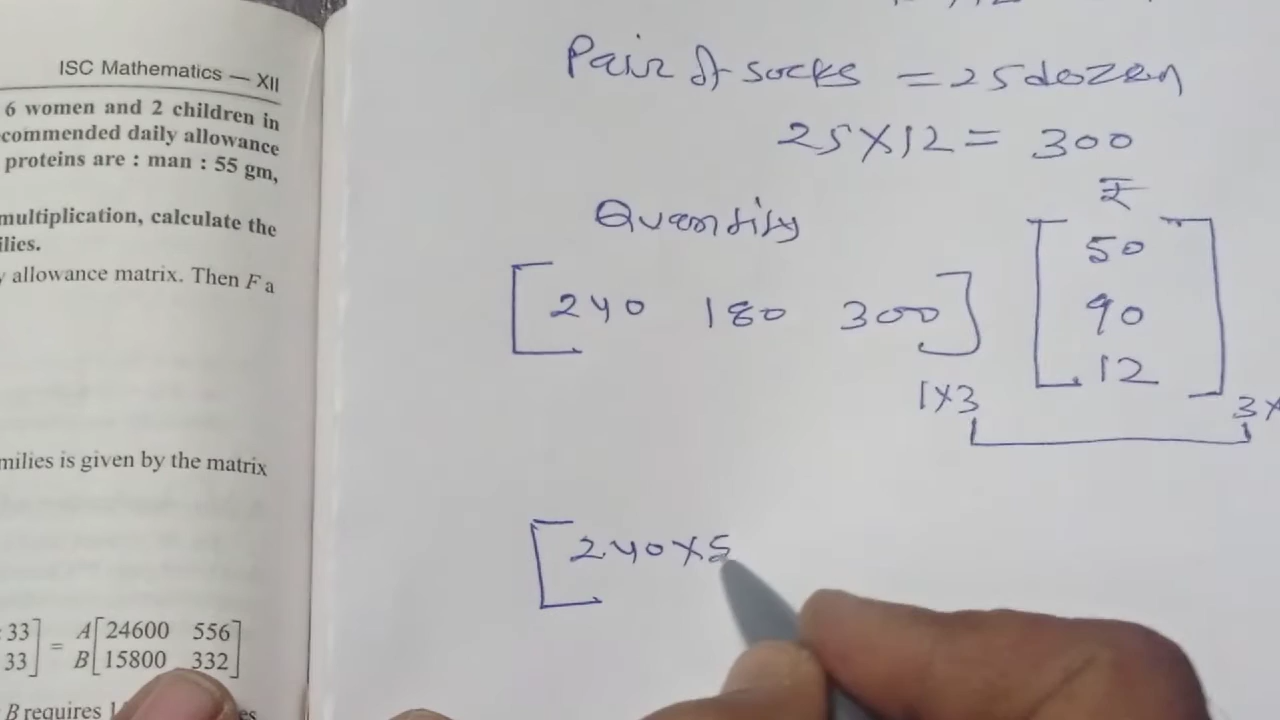 ISC Mathematics — XII
6 women and 2 children in
commended daily allowance
proteins are : man : 55 gm,
multiplication, calculate the
ilies.
allowance matrix. Then F a
milies is given by the matrix
33] = A[24600 556]
33] B[15800 332]
B requires
Pair of socks = 25 dozen
25×12 = 300
Quantity
₹
[240 180 300] [50
90
12]
1×3
3×
[240×5